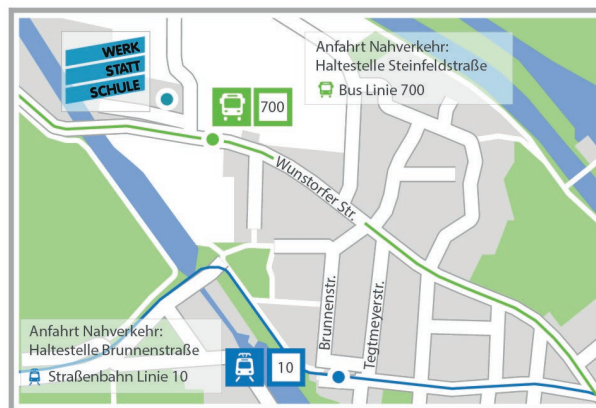 WERK
STATT
SCHULE
Anfahrt Nahverkehr:
Haltestelle Steinfeldstraße
Bus Linie 700
700
Wunstorfer Str.
Brunnenstr.
Tegtmeyerstr.
Anfahrt Nahverkehr:
Haltestelle Brunnenstraße
Straßenbahn Linie 10
10